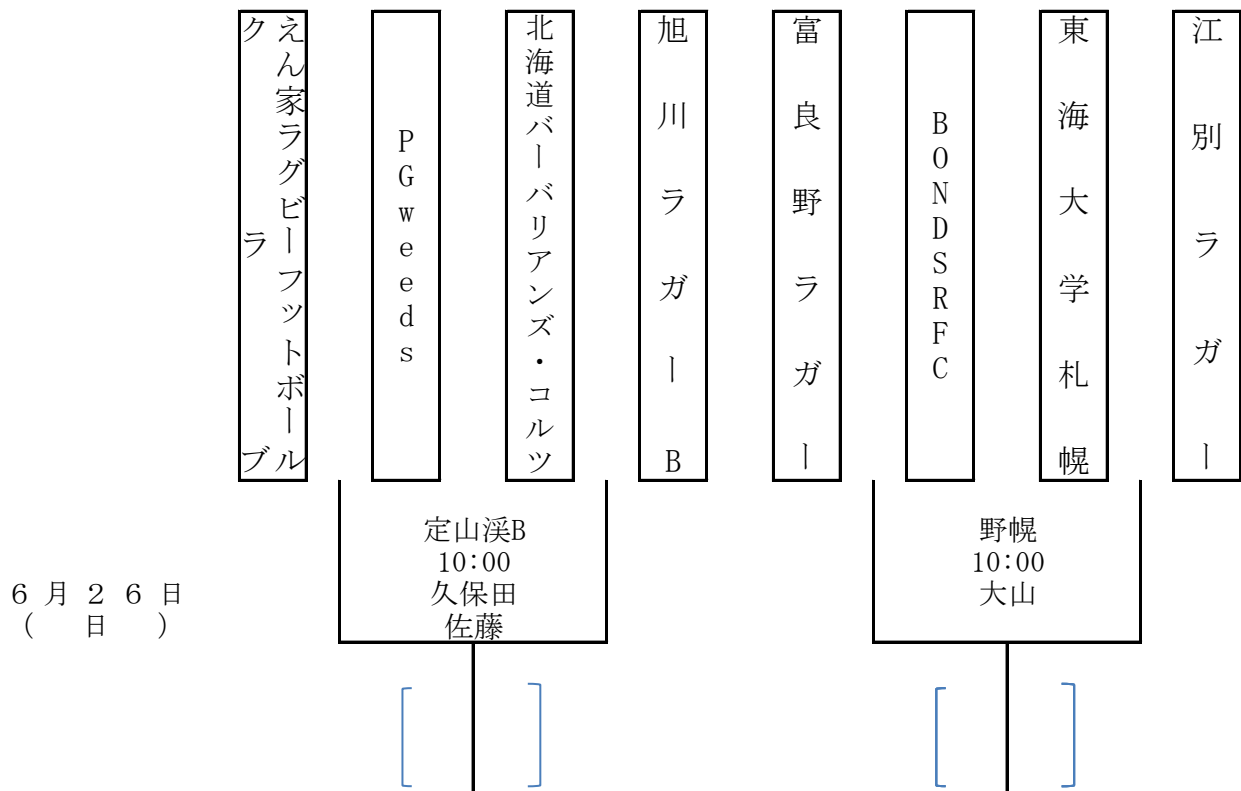 えん家ラグビーフットボール
クラブ
PGweeds
北海道バーバリアンズ・コルツ
旭川ラガーB
富良野ラガー
BONDSRFC
東海大学札幌
江別ラガー
定山渓B
10:00
久保田
佐藤
野幌
10:00
大山
６月２６日
(日)